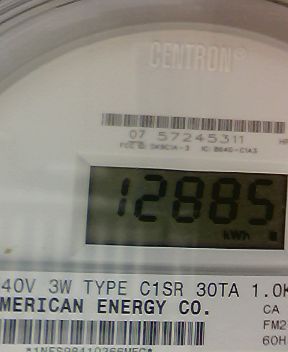 CENTRON®
07 57245311
12885
kWh
40V 3W TYPE C1SR 30TA 1.0K
MERICAN ENERGY CO.
CA
FM2
60H